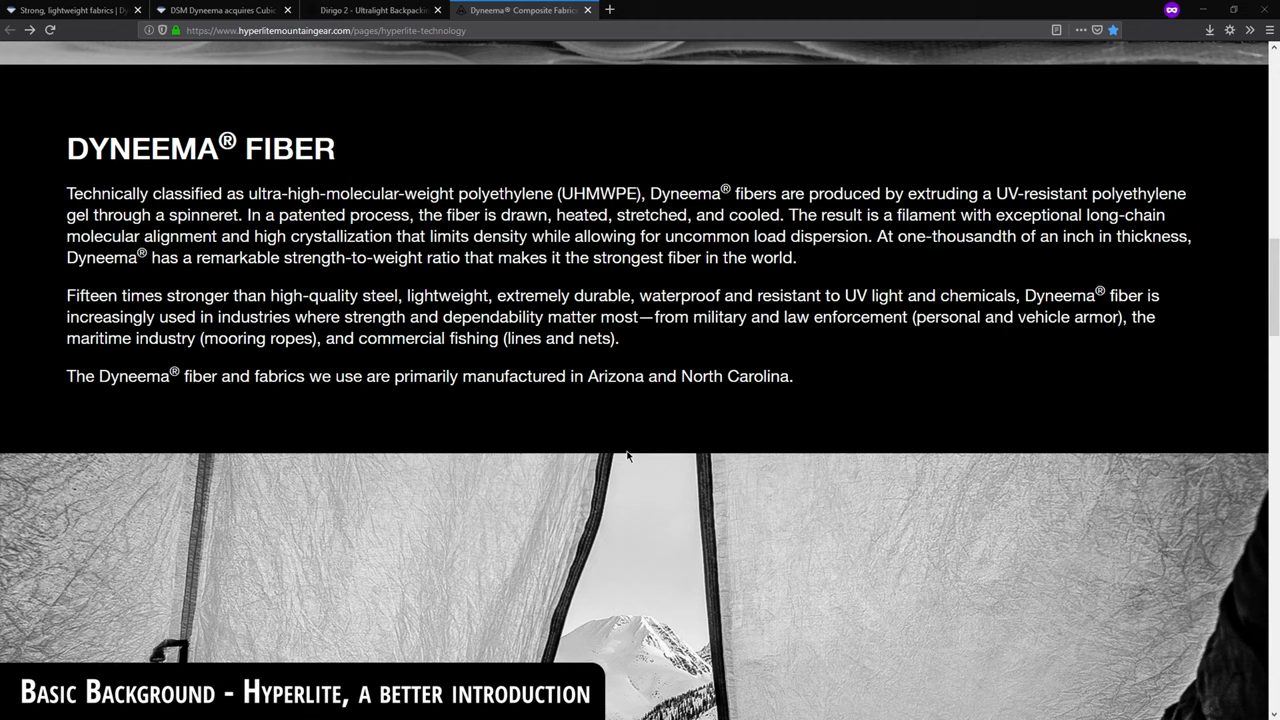 Strong, lightweight fabrics | Dy
DSM Dyneema acquires Cubic
Dirigo 2 - Ultralight Backpackin
Dyneema® Composite Fabrics
https://www.hyperlitemountaingear.com/pages/hyperlite-technology
DYNEEMA® FIBER
Technically classified as ultra-high-molecular-weight polyethylene (UHMWPE), Dyneema® fibers are produced by extruding a UV-resistant polyethylene
gel through a spinneret. In a patented process, the fiber is drawn, heated, stretched, and cooled. The result is a filament with exceptional long-chain
molecular alignment and high crystallization that limits density while allowing for uncommon load dispersion. At one-thousandth of an inch in thickness,
Dyneema® has a remarkable strength-to-weight ratio that makes it the strongest fiber in the world.
Fifteen times stronger than high-quality steel, lightweight, extremely durable, waterproof and resistant to UV light and chemicals, Dyneema® fiber is
increasingly used in industries where strength and dependability matter most—from military and law enforcement (personal and vehicle armor), the
maritime industry (mooring ropes), and commercial fishing (lines and nets).
The Dyneema® fiber and fabrics we use are primarily manufactured in Arizona and North Carolina.
Basic Background - Hyperlite, a better introduction